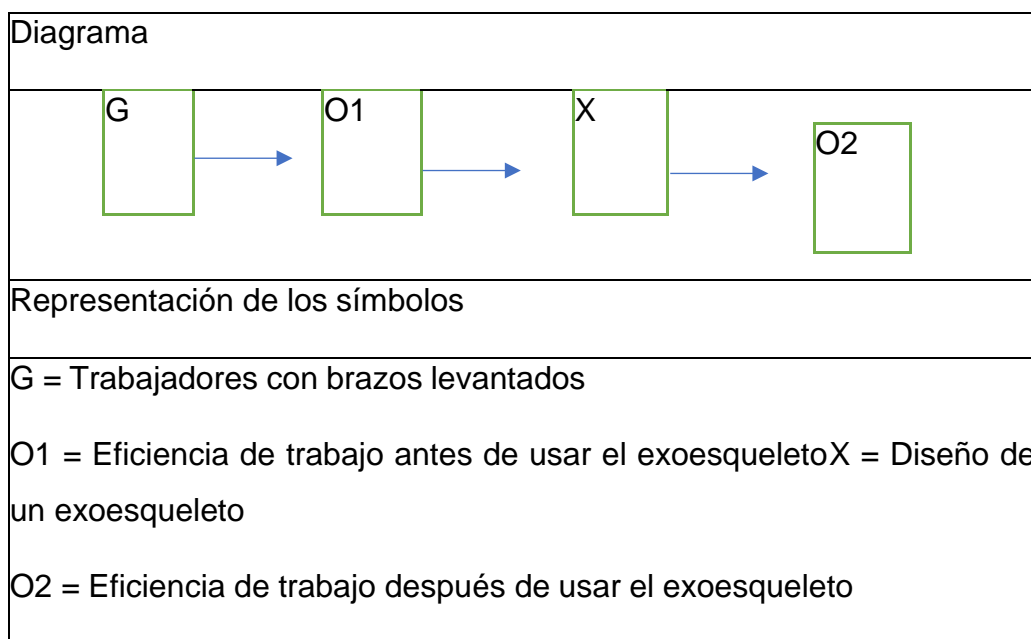 Diagrama
G O1 X
O2
Representación de los símbolos
G = Trabajadores con brazos levantados
O1 = Eficiencia de trabajo antes de usar el exoesqueletoX = Diseño de
un exoesqueleto
O2 = Eficiencia de trabajo después de usar el exoesqueleto